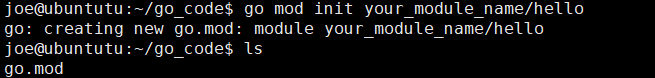 joe@ubuntutu:~/go_code$ go mod init your_module_name/hello
go: creating new go.mod: module your_module_name/hello
joe@ubuntutu:~/go_code$ ls
go.mod